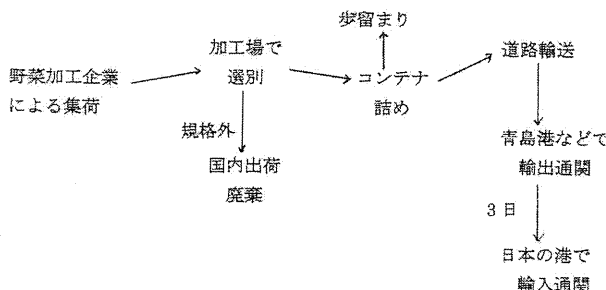 歩留まり
加工場で
選別
道路輸送
野菜加工企業
による集荷
コンテナ
詰め
規格外
国内出荷
廃棄
青島港などで
輸出通関
3日
日本の港で
輸入通関